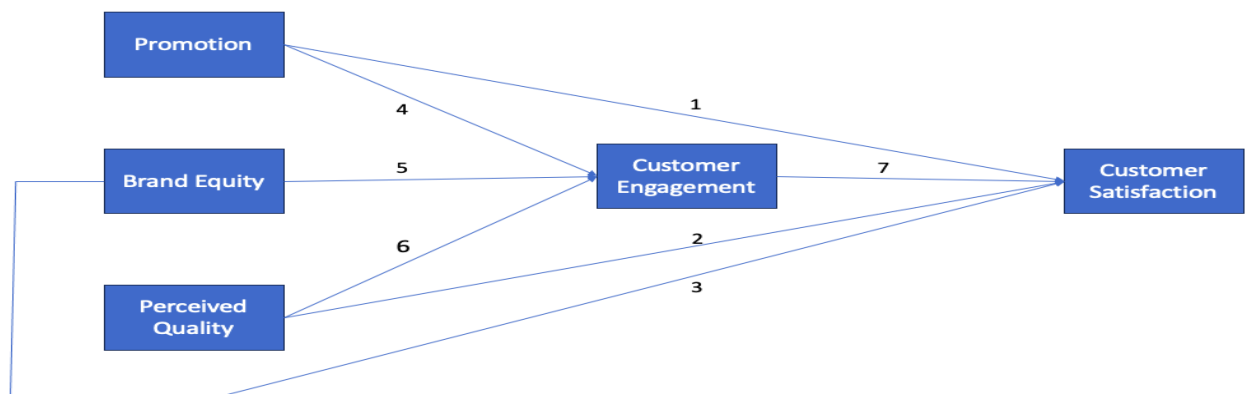 Promotion
1
4
Customer
Engagement
Customer
Satisfaction
Brand Equity
5
7
6
2
3
Perceived
Quality